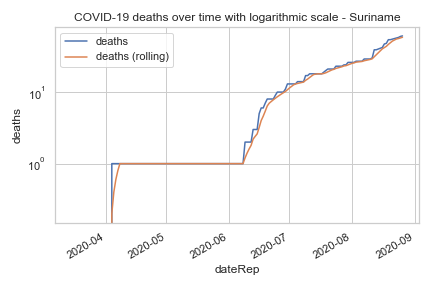 COVID-19 deaths over time with logarithmic scale - Suriname
deaths
deaths (rolling)
10¹
10⁰
deaths
2020-04
2020-05
2020-06
2020-07
2020-08
2020-09
dateRep